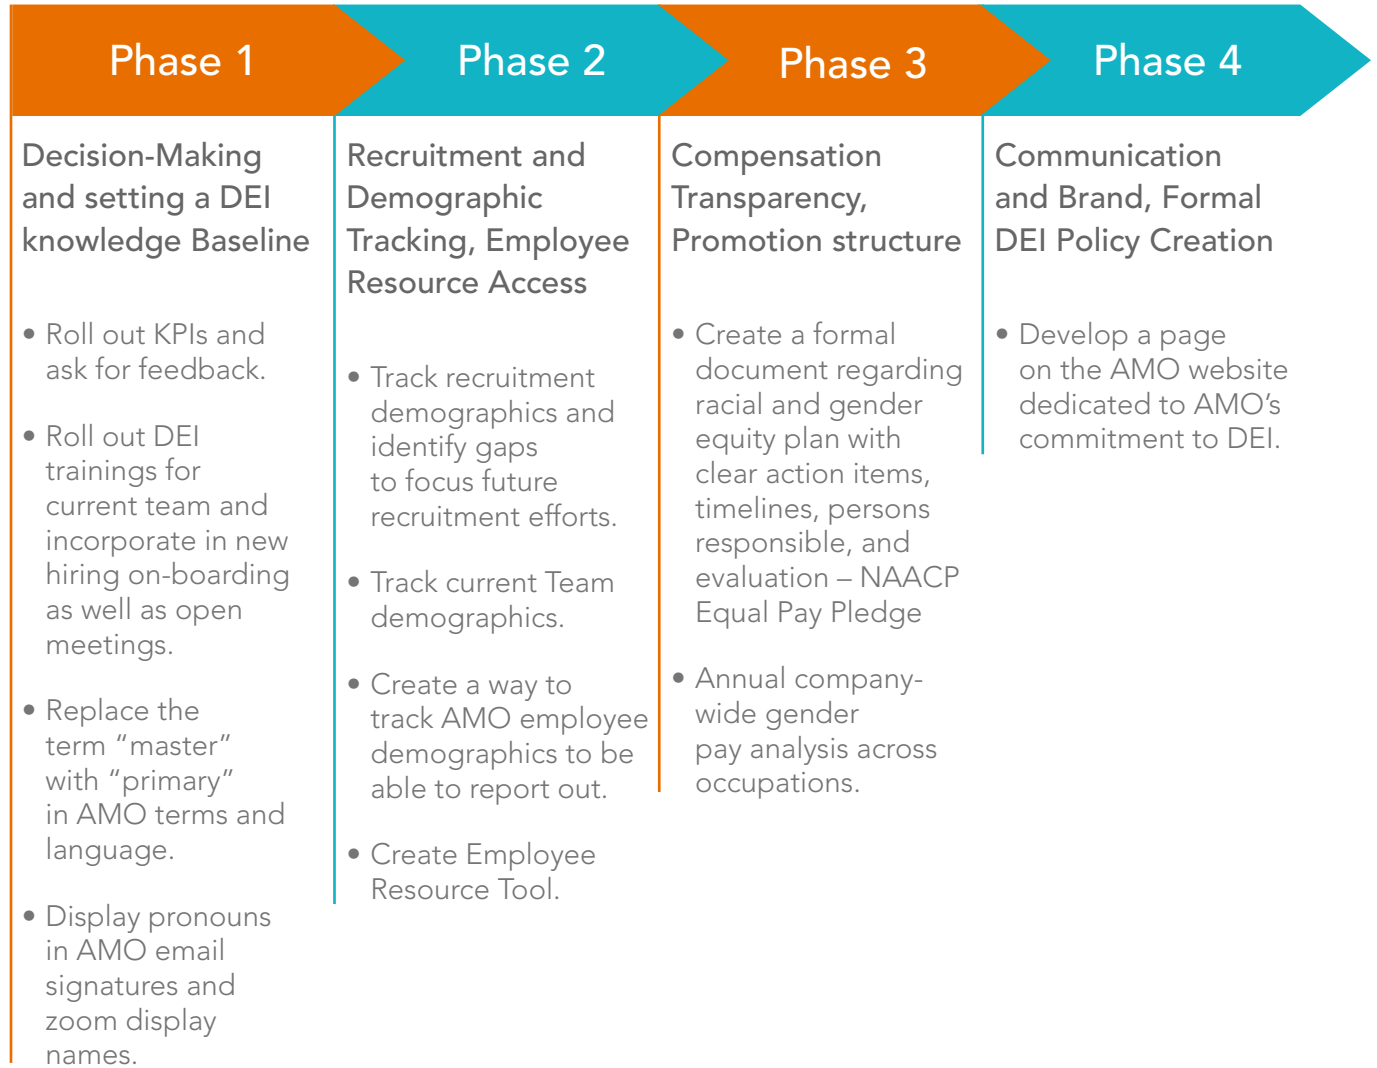 Phase 1
Phase 2
Phase 3
Phase 4
Decision-Making
and setting a DEI
knowledge Baseline
• Roll out KPIs and
ask for feedback.
• Roll out DEI
trainings for
current team and
incorporate in new
hiring on-boarding
as well as open
meetings.
• Replace the
term “master”
with “primary”
in AMO terms and
language.
• Display pronouns
in AMO email
signatures and
zoom display
names.
Recruitment and
Demographic
Tracking, Employee
Resource Access
• Track recruitment
demographics and
identify gaps
to focus future
recruitment efforts.
• Track current Team
demographics.
• Create a way to
track AMO employee
demographics to be
able to report out.
• Create Employee
Resource Tool.
Compensation
Transparency,
Promotion structure
• Create a formal
document regarding
racial and gender
equity plan with
clear action items,
timelines, persons
responsible, and
evaluation – NAACP
Equal Pay Pledge
• Annual company-
wide gender
pay analysis across
occupations.
Communication
and Brand, Formal
DEI Policy Creation
• Develop a page
on the AMO website
dedicated to AMO’s
commitment to DEI.